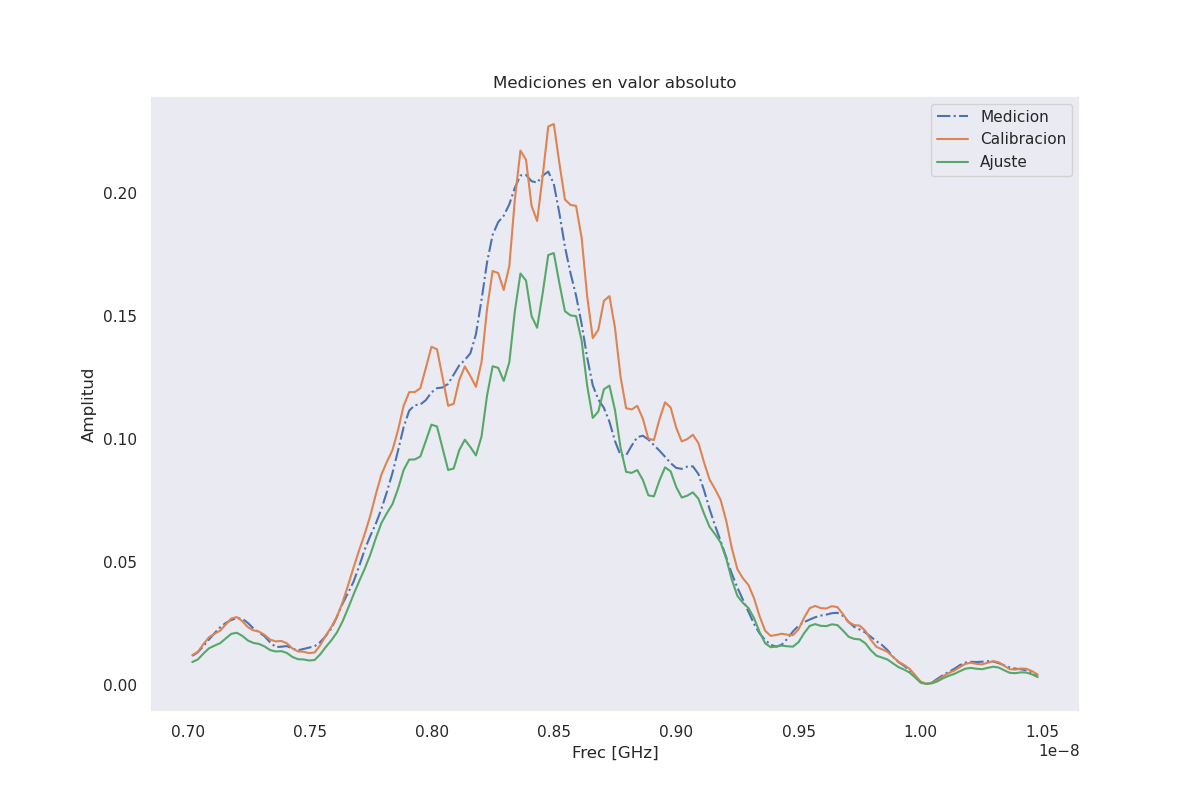 Mediciones en valor absoluto
Medicion
Calibracion
Ajuste
Amplitud
0.20
0.15
0.10
0.05
0.00
0.70 0.75 0.80 0.85 0.90 0.95 1.00 1.05
1e−8
Frec [GHz]